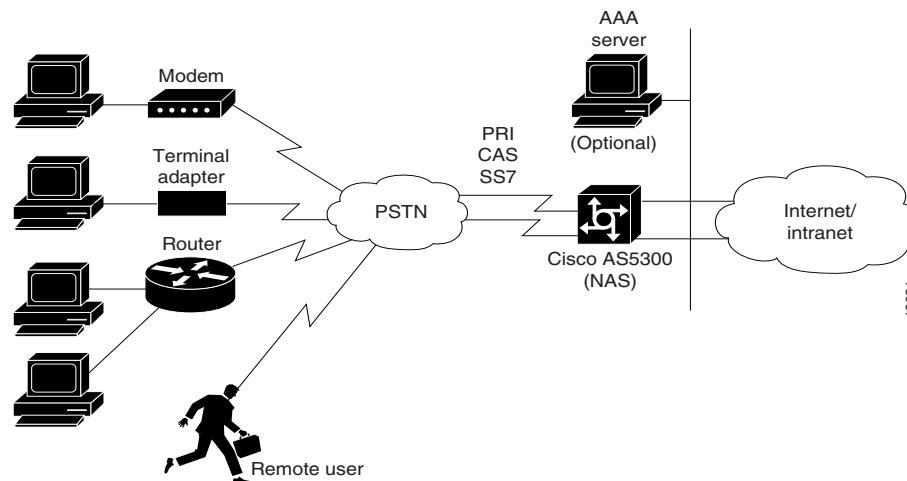 AAA
server
Modem
(Optional)
PRI
CAS
SS7
Terminal
adapter
PSTN
Internet/
intranet
Router
Cisco AS5300
(NAS)
Remote user